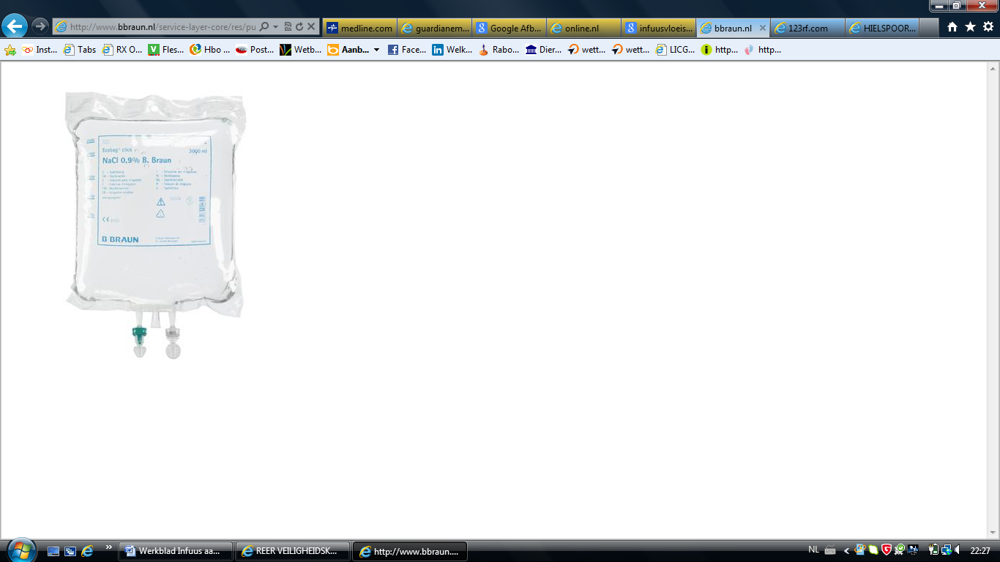 http://www.bbraun.nl/service-layer-core/res/pu
medline.com
guardianem...
Google Afb...
online.nl
infuusvloeis...
bbraun.nl
123rf.com
HIELSPOOR...
Inst...
Tabs
RX O...
Fles...
Hbo ...
Post...
Wetb...
Aanb...
Face...
Welk...
Rabo...
Dier...
wett...
wett...
LICG...
http...
http...
Ecobag® click
3000 ml
NaCl 0,9% B. Braun
CE 0123
B BRAUN
Werkblad Infuus aa...
REER VEILIGHEIDSK...
http://www.bbraun....
NL
22:27